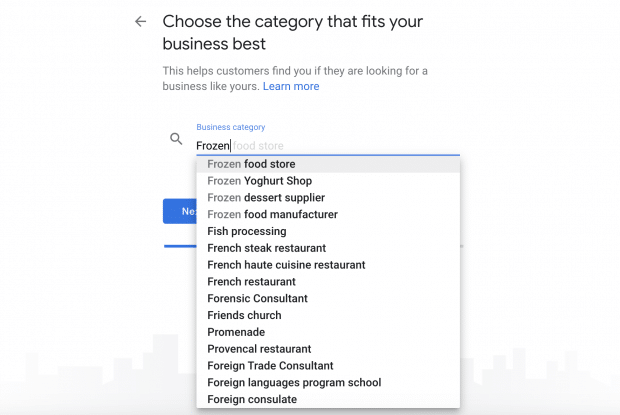 Choose the category that fits your
business best
This helps customers find you if they are looking for a
business like yours. Learn more
Business category
Frozen food store
Frozen food store
Frozen Yoghurt Shop
Frozen dessert supplier
Frozen food manufacturer
Fish processing
French steak restaurant
French haute cuisine restaurant
French restaurant
Forensic Consultant
Friends church
Promenade
Provencal restaurant
Foreign Trade Consultant
Foreign languages program school
Foreign consulate